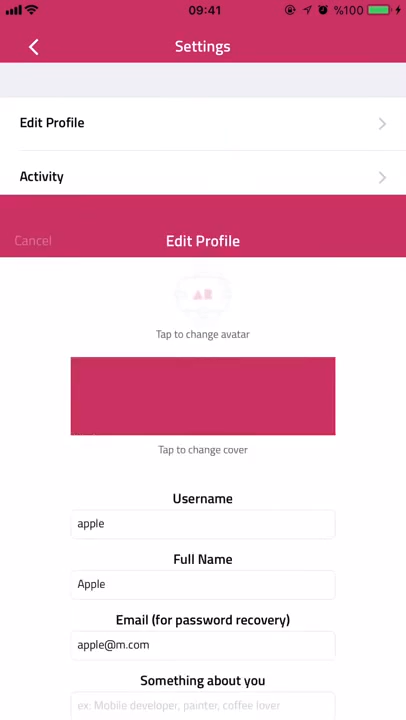 09:41
%100
Settings
Edit Profile
Activity
Cancel
Edit Profile
Tap to change avatar
Tap to change cover
Username
apple
Full Name
Apple
Email (for password recovery)
apple@m.com
Something about you
ex: Mobile developer, painter, coffee lover